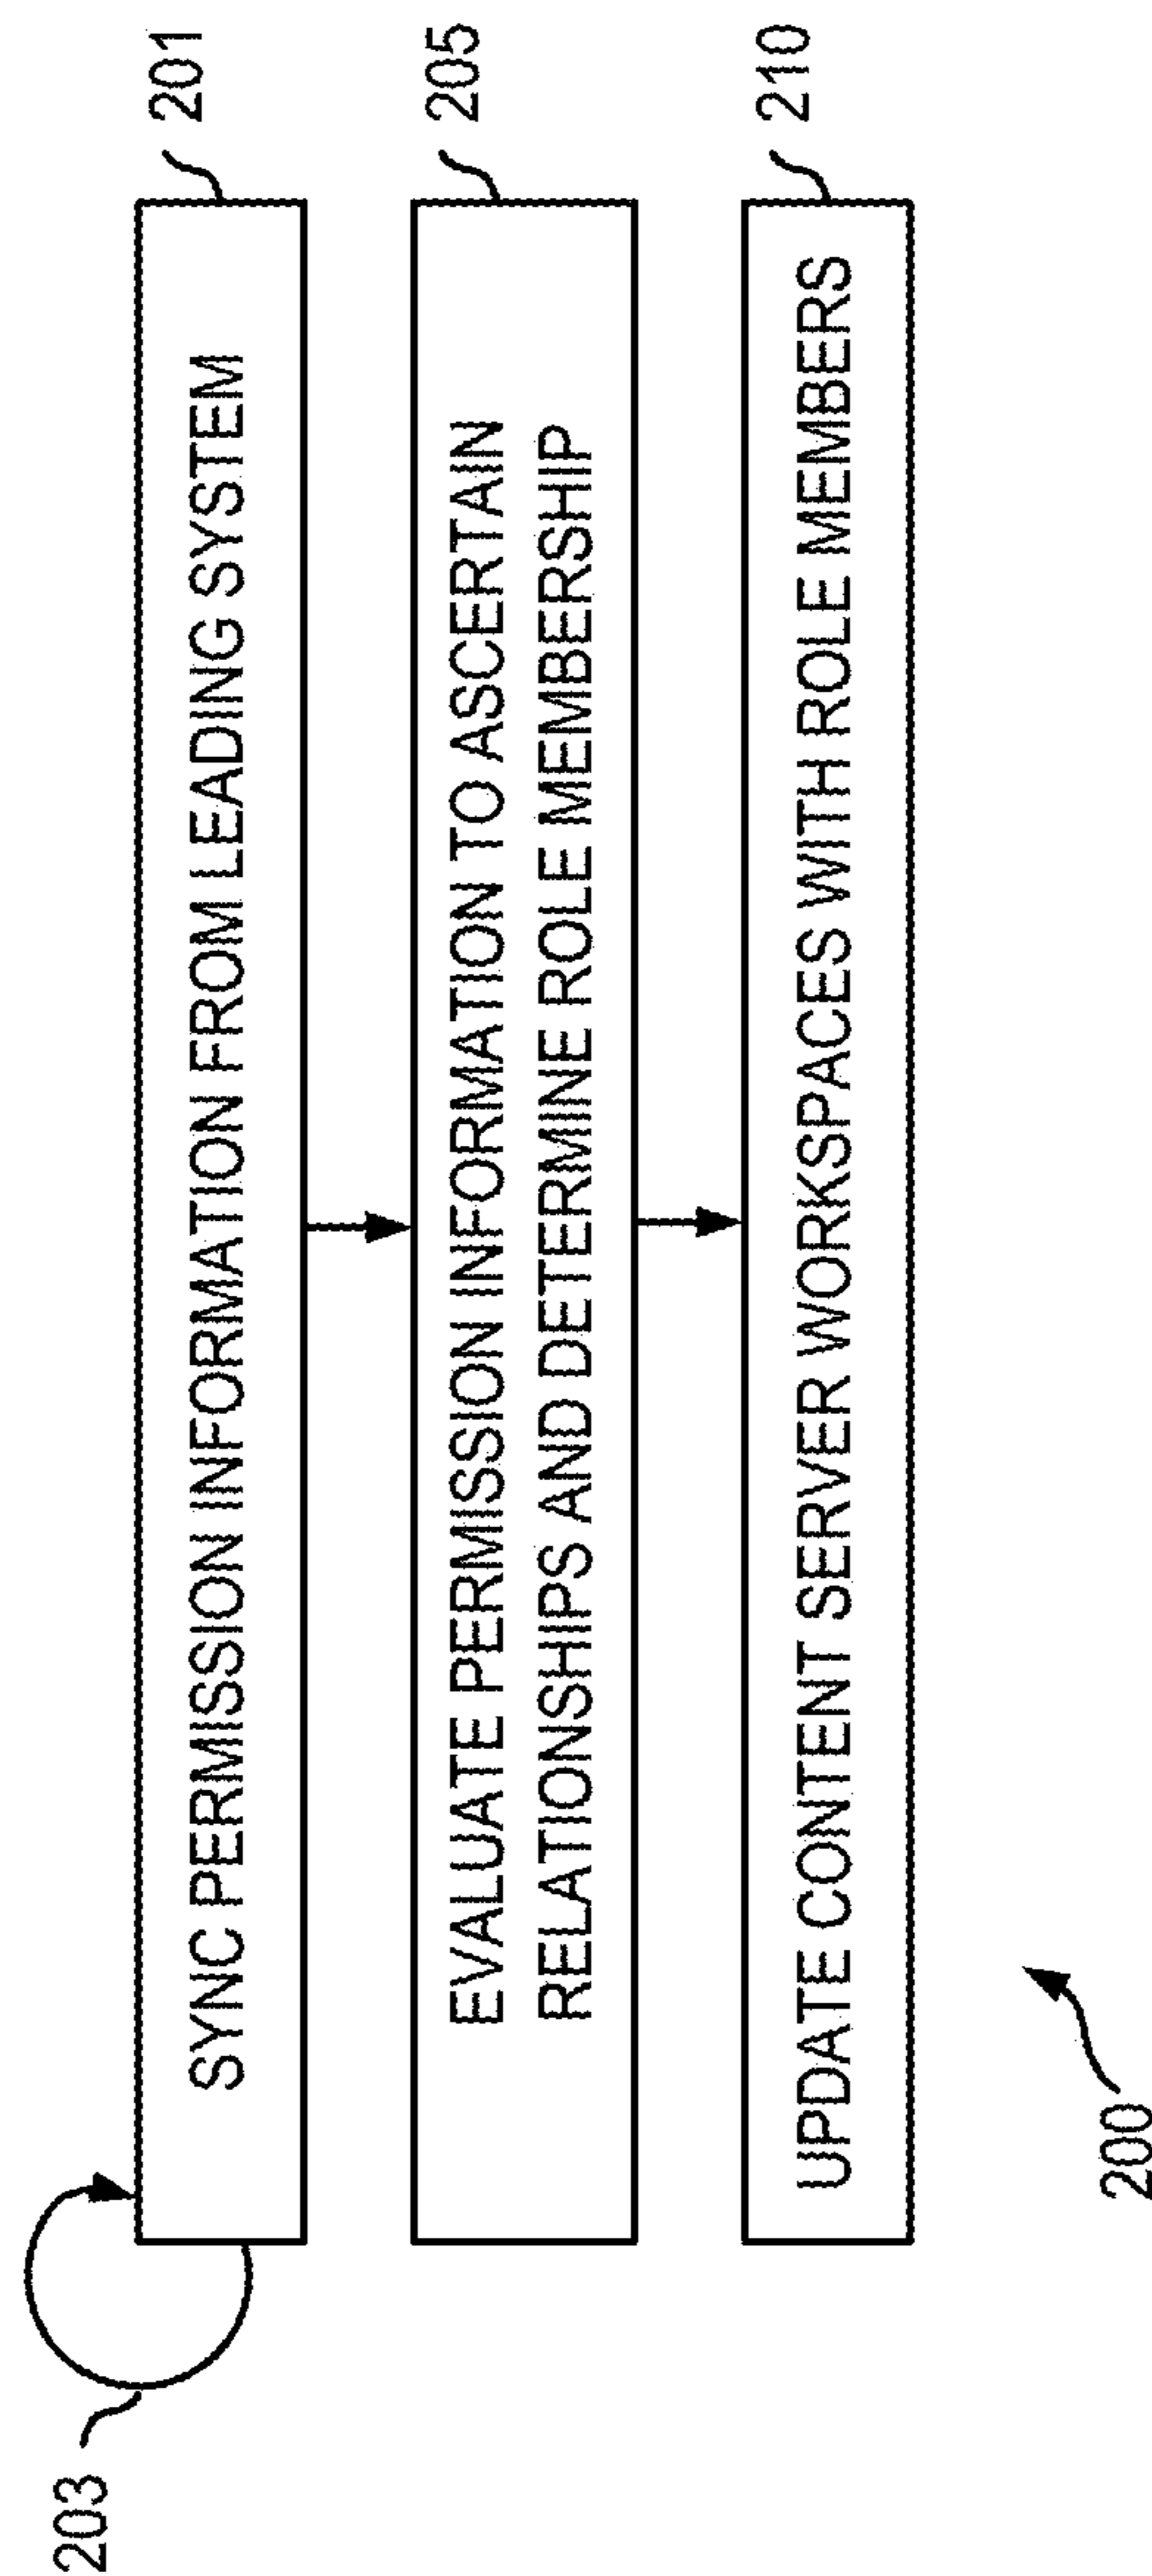 203
SYNC PERMISSION INFORMATION FROM LEADING SYSTEM
201
EVALUATE PERMISSION INFORMATION TO ASCERTAIN
RELATIONSHIPS AND DETERMINE ROLE MEMBERSHIP
205
UPDATE CONTENT SERVER WORKSPACES WITH ROLE MEMBERS
210
200